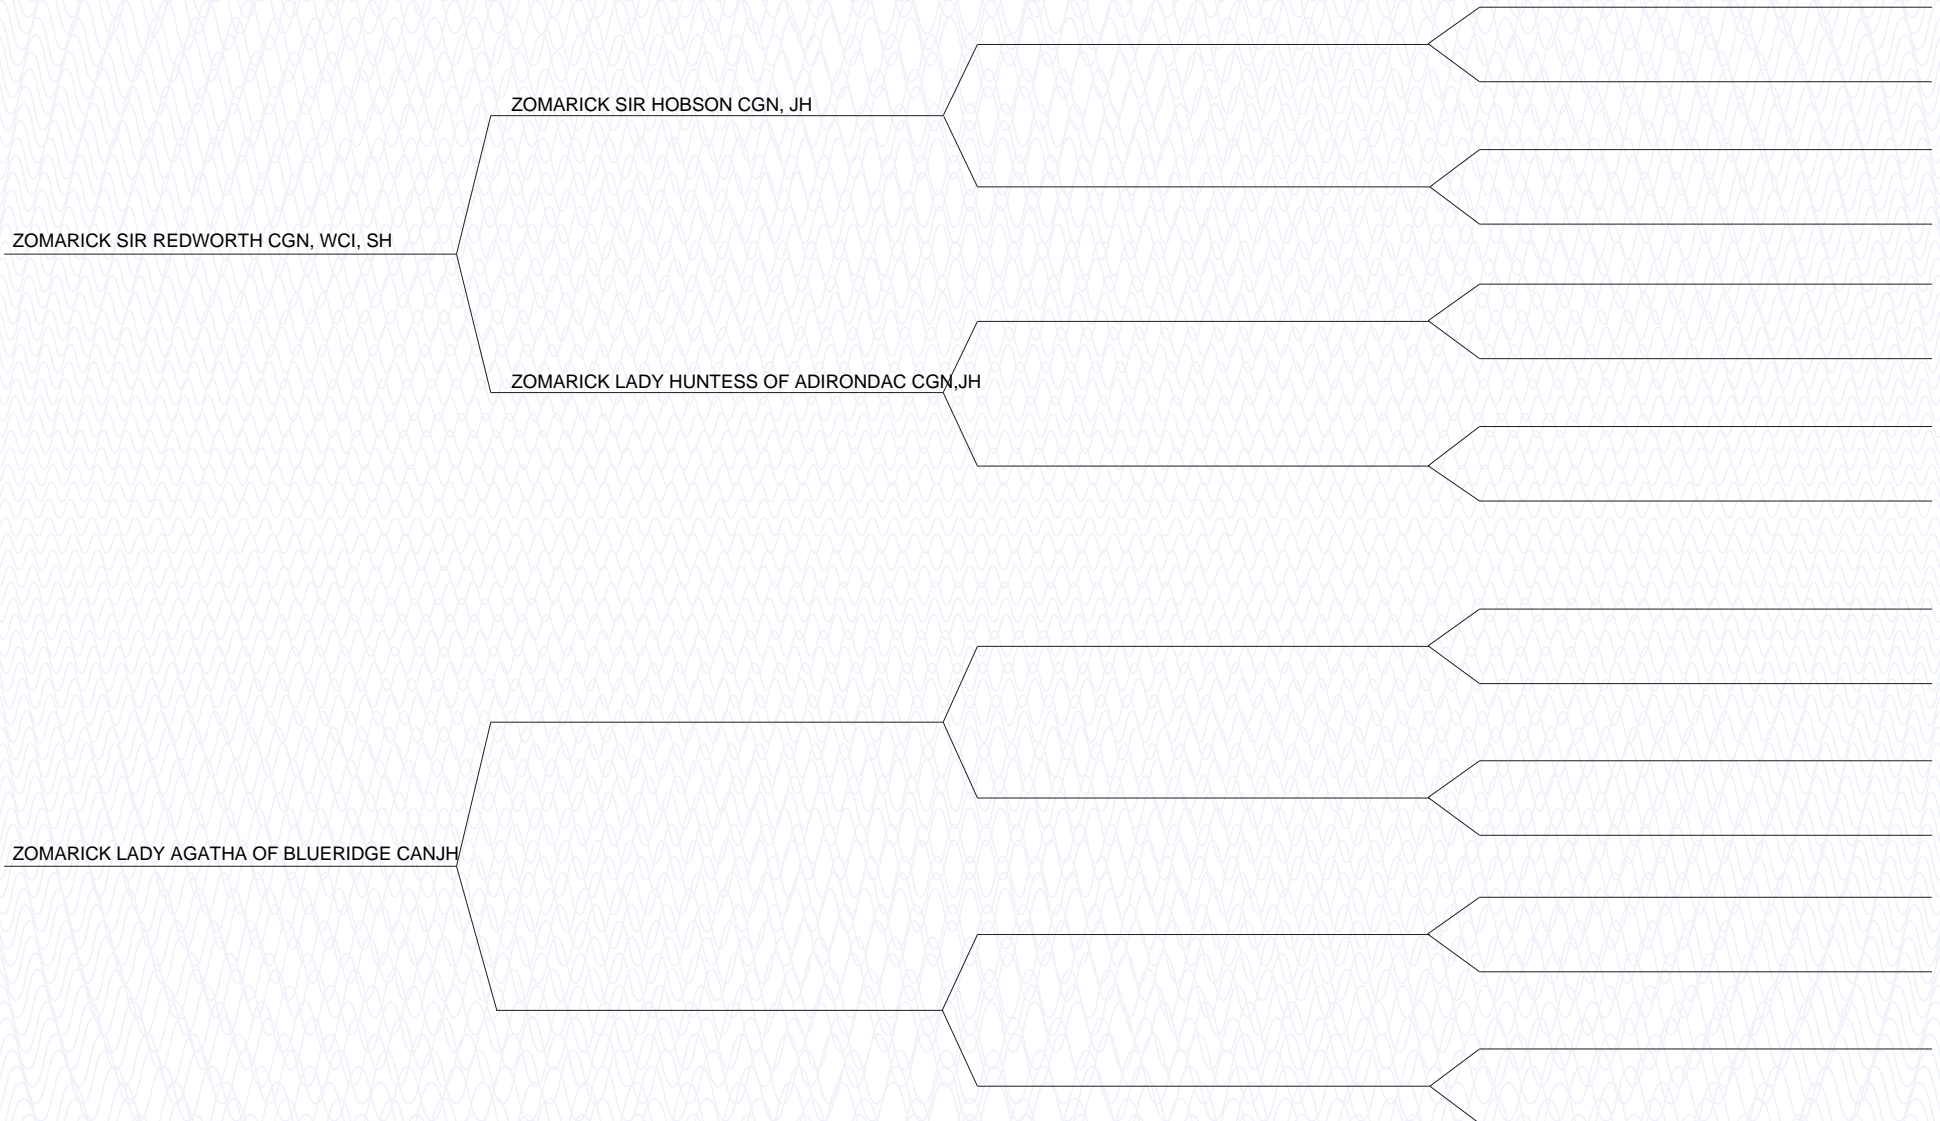 ZOMARICK SIR HOBSON CGN, JH
ZOMARICK SIR REDWORTH CGN, WCI, SH
ZOMARICK LADY HUNTESS OF ADIRONDAC CGN,JH
ZOMARICK LADY AGATHA OF BLUERIDGE CANJH